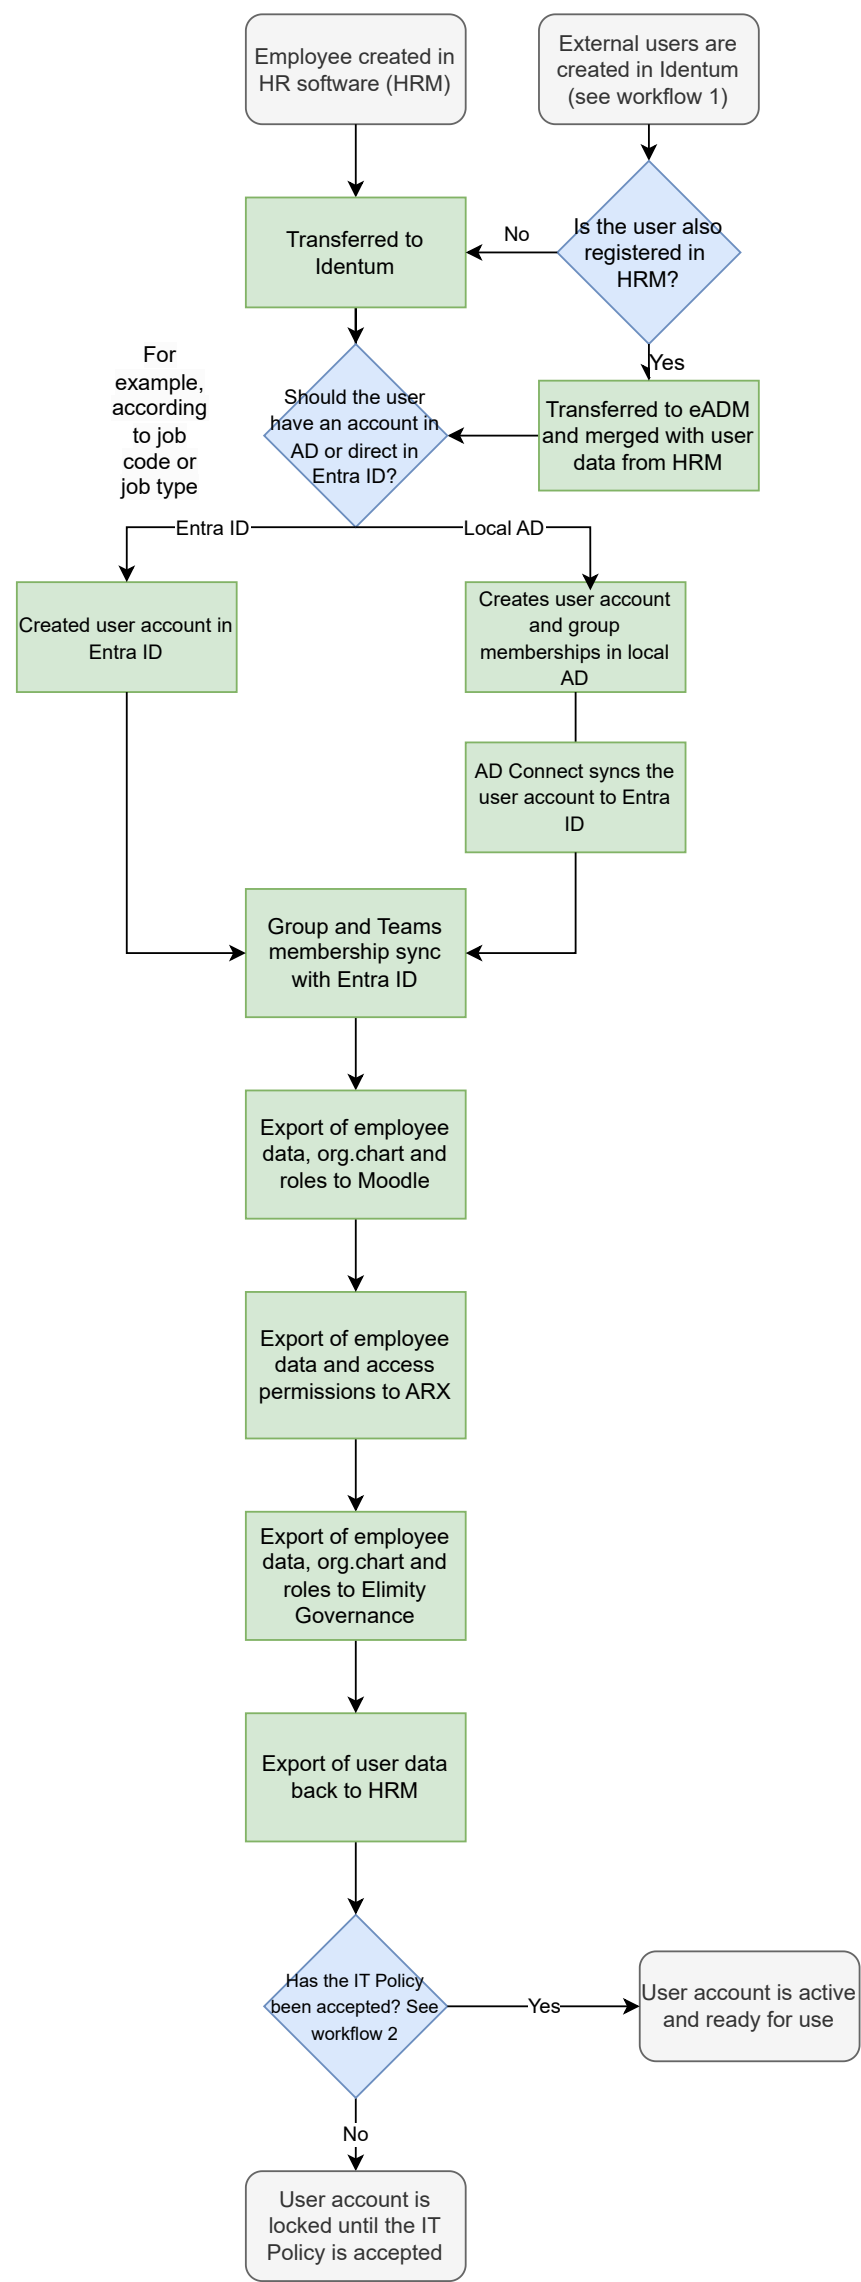 Employee created in
HR software (HRM)
External users are
created in Identum
(see workflow 1)
Transferred to
Identum
No
Is the user also
registered in
HRM?
Yes
For
example,
according
to job
code or
job type
Should the user
have an account in
AD or direct in
Entra ID?
Transferred to eADM
and merged with user
data from HRM
Entra ID
Local AD
Created user account in
Entra ID
Creates user account
and group
memberships in local
AD
AD Connect syncs the
user account to Entra
ID
Group and Teams
membership sync
with Entra ID
Export of employee
data, org.chart and
roles to Moodle
Export of employee
data and access
permissions to ARX
Export of employee
data, org.chart and
roles to Elimity
Governance
Export of user data
back to HRM
Has the IT Policy
been accepted? See
workflow 2
Yes
User account is active
and ready for use
No
User account is
locked until the IT
Policy is accepted